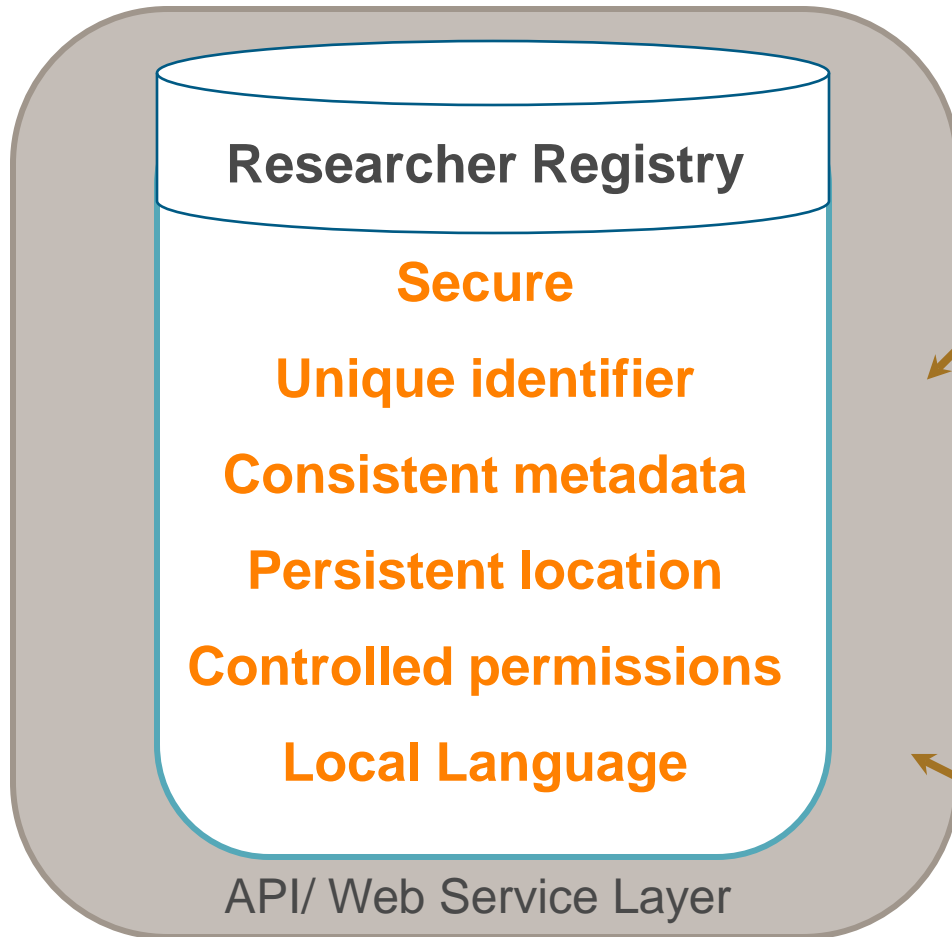 Researcher Registry
Secure
Unique identifier
Consistent metadata
Persistent location
Controlled permissions
Local Language
API/ Web Service Layer